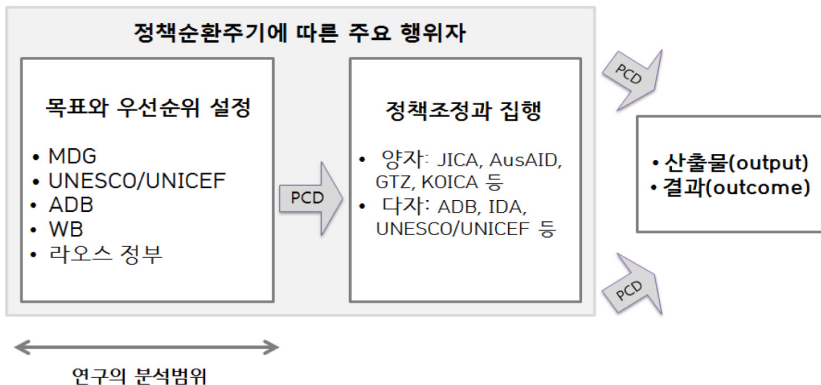 정책순환주기에 따른 주요 행위자
목표와 우선순위 설정
• MDG
• UNESCO/UNICEF
• ADB
• WB
• 라오스 정부
PCD
정책조정과 집행
• 양자: JICA, AusAID,
GTZ, KOICA 등
• 다자: ADB, IDA,
UNESCO/UNICEF 등
PCD
PCD
• 산출물(output)
• 결과(outcome)
연구의 분석범위